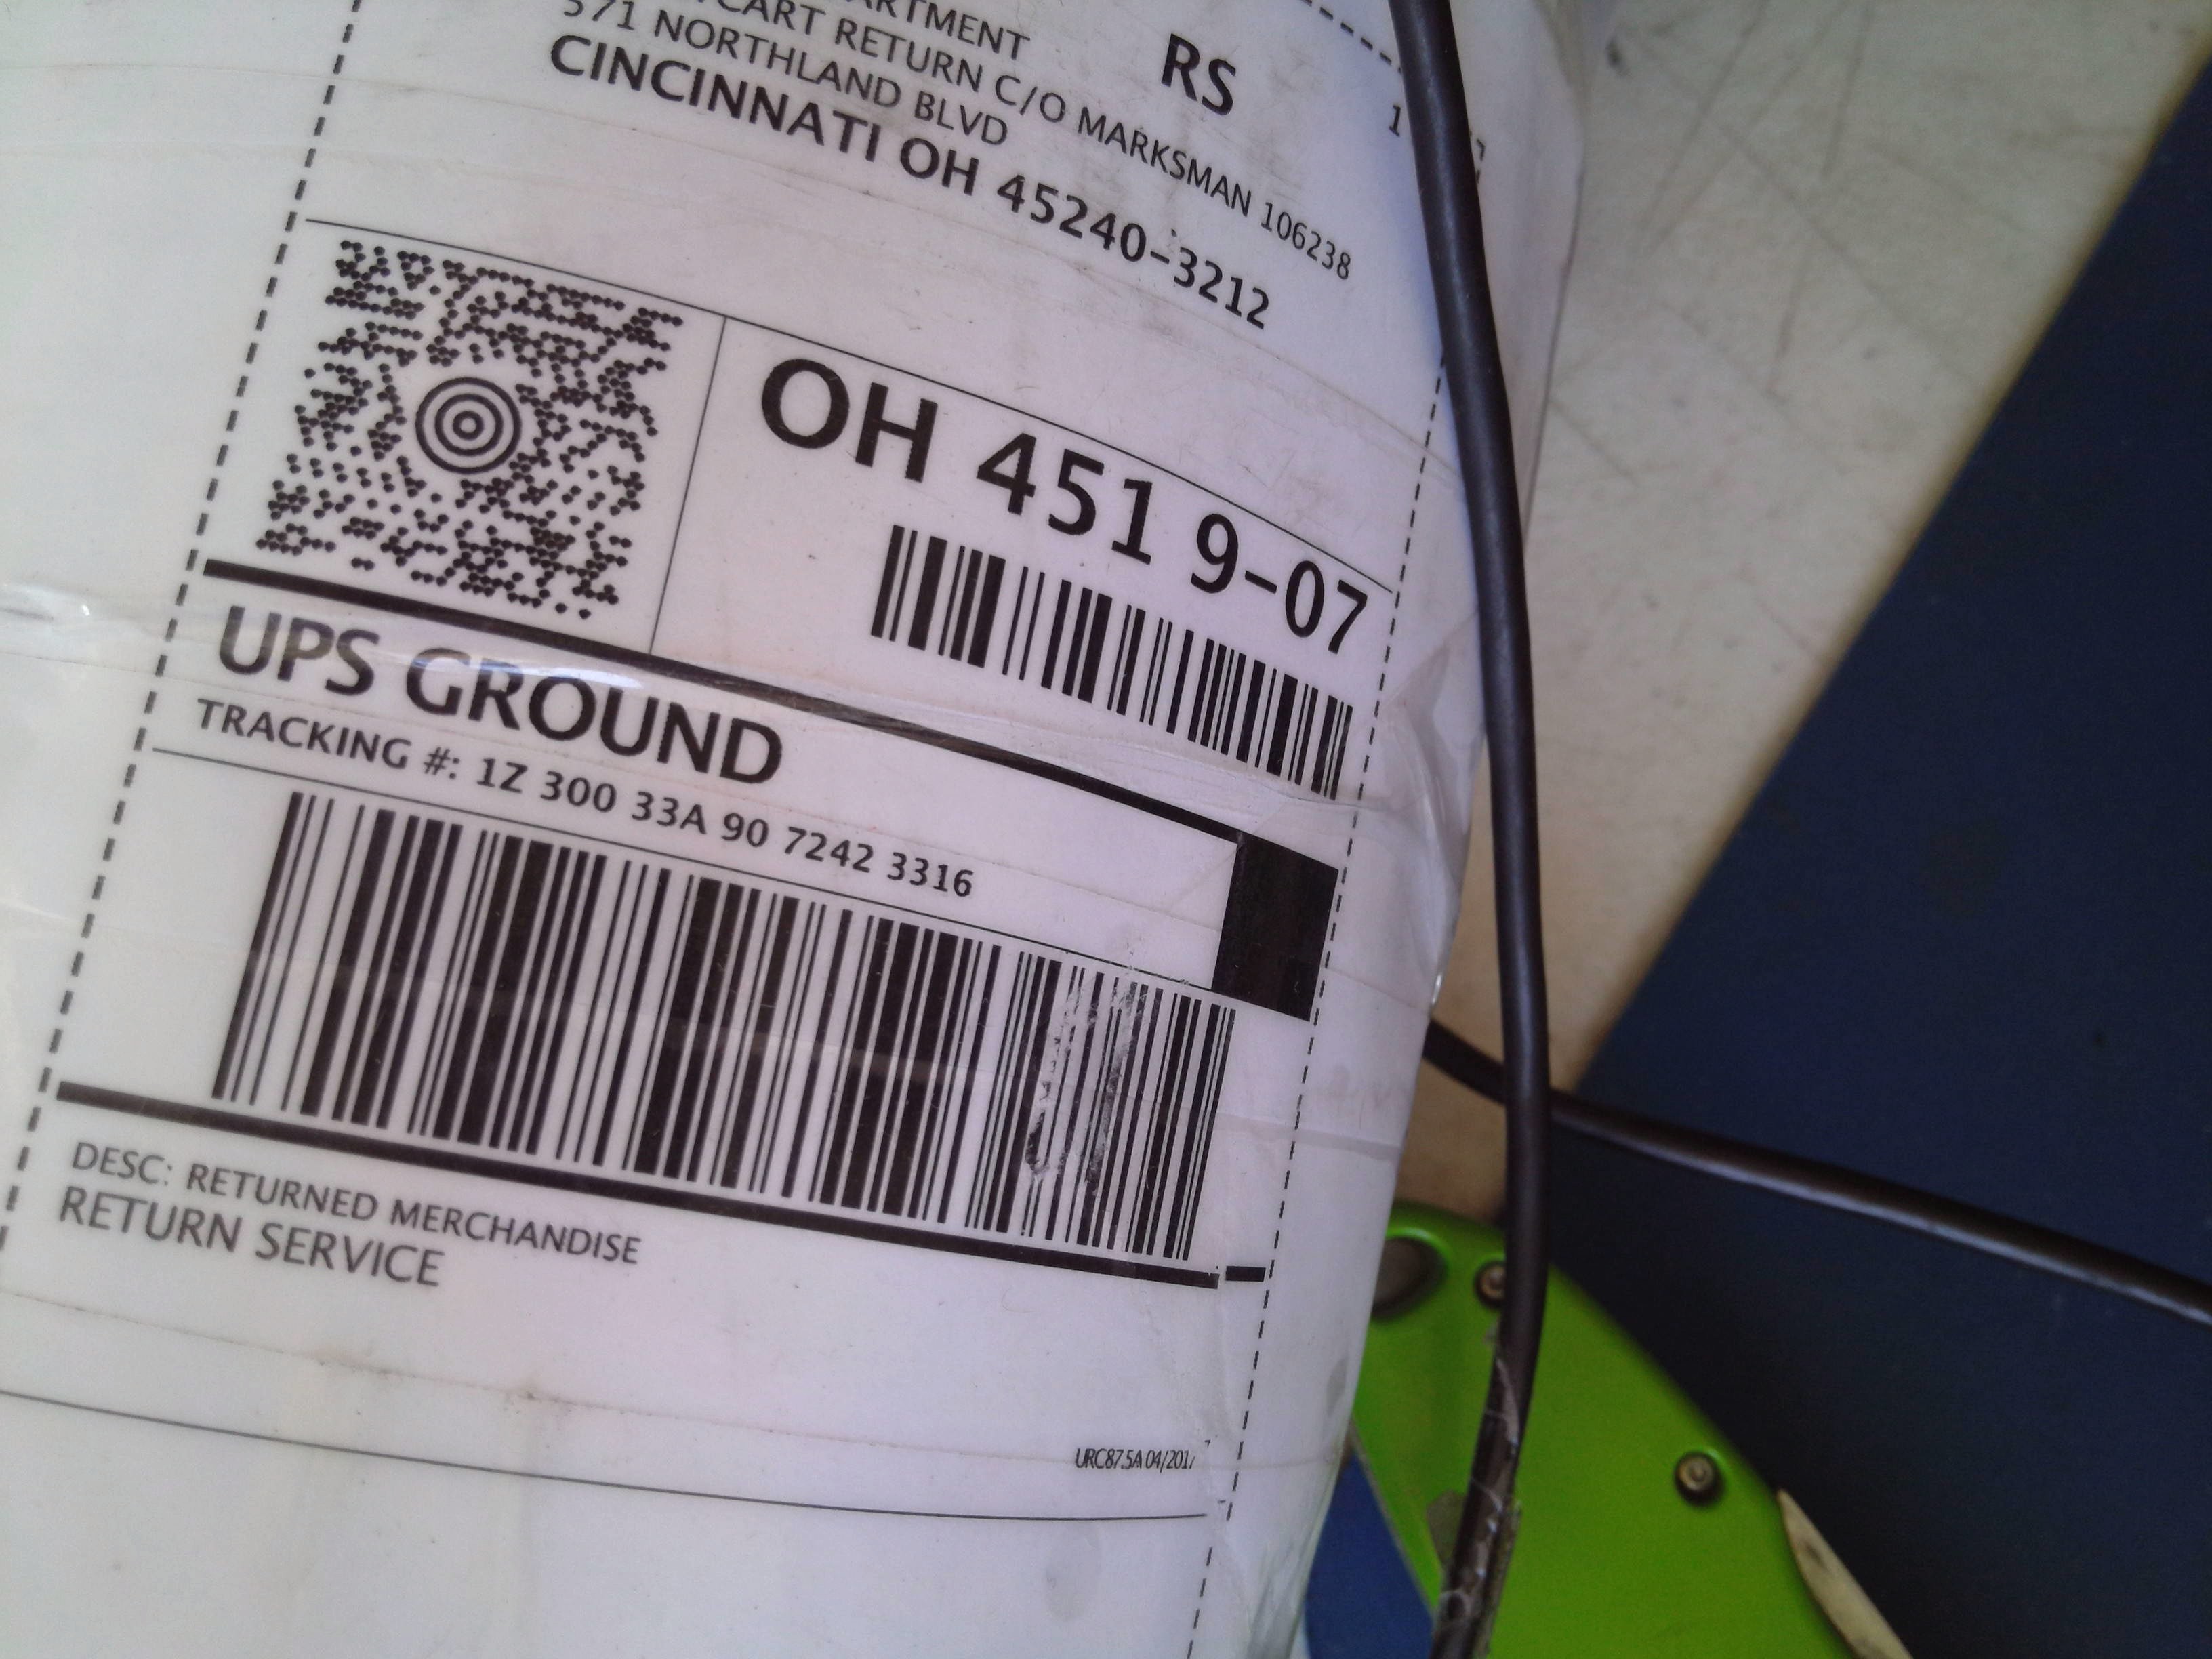 RS
CART RETURN C/O MARKSMAN 106238
571 NORTHLAND BLVD
CINCINNATI OH 45240-3212
OH 451 9-07
UPS GROUND
TRACKING #: 1Z 300 33A 90 7242 3316
DESC: RETURNED MERCHANDISE
RETURN SERVICE
URC87.5A 04/2017